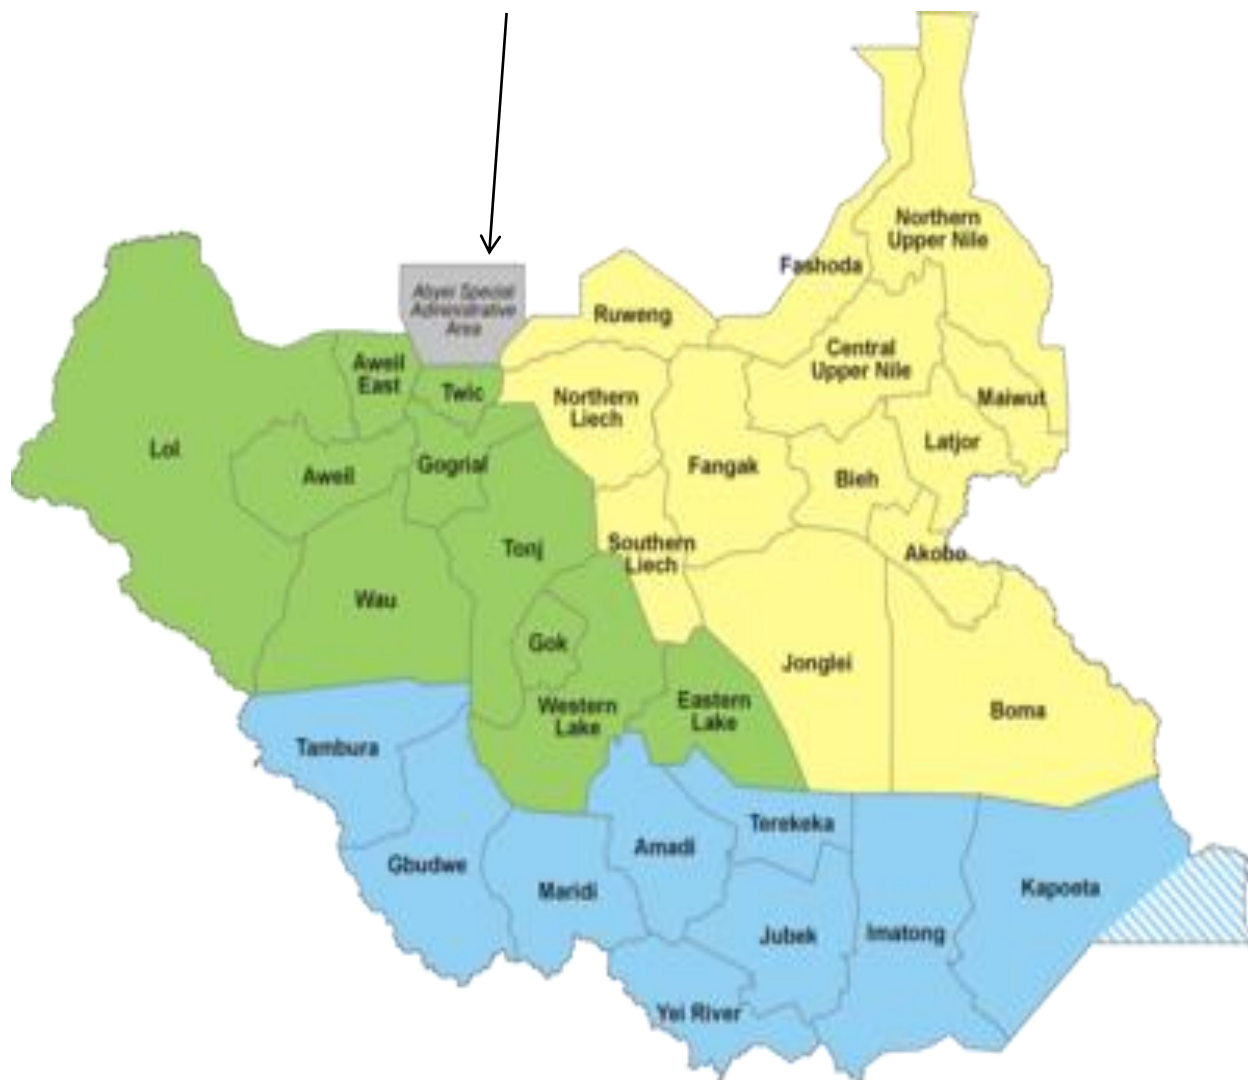 Northern
Upper Nile
Fashoda
Abyei Special
Administrative
Area
Ruweng
Central
Upper Nile
Aweil
East
Twic
Northern
Liech
Maiwut
Lol
Aweil
Gogrial
Fangak
Bieh
Latjor
Tonj
Southern
Liech
Akobo
Wau
Gok
Jonglei
Western
Lake
Eastern
Lake
Boma
Tambura
Terekeka
Amadi
Gbudwe
Maridi
Kapoeta
Jubek
Imatong
Yei River